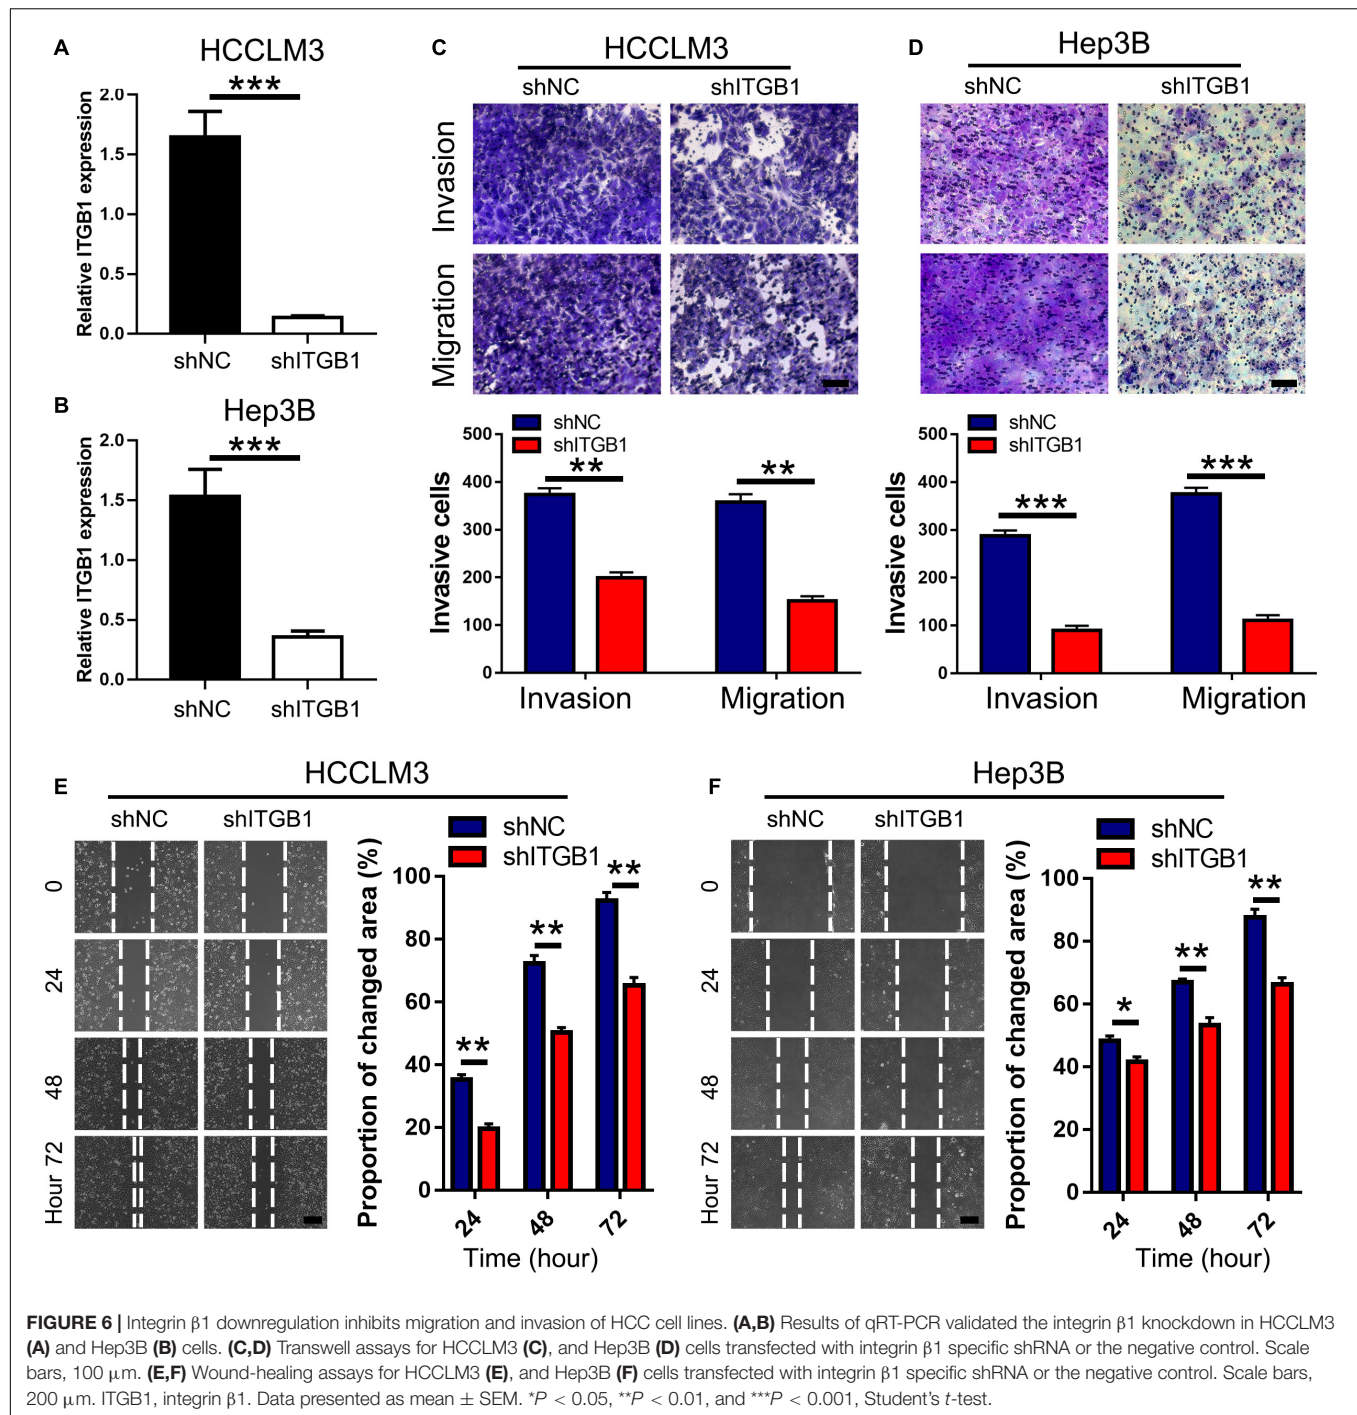 A
HCCLM3
***
Relative ITGB1 expression
2.0
1.5
1.0
0.5
0.0
shNC shITGB1
B
Hep3B
***
Relative ITGB1 expression
2.0
1.5
1.0
0.5
0.0
shNC shITGB1
C
HCCLM3
shNC shITGB1
Invasion
Migration
shNC
shITGB1
Invasive cells
500
400
300
200
100
0
** **
Invasion Migration
D
Hep3B
shNC shITGB1
shNC
shITGB1
Invasive cells
500
400
300
200
100
0
*** ***
Invasion Migration
E
HCCLM3
shNC shITGB1
0
24
48
Hour 72
shNC
shITGB1
Proportion of changed area (%)
100
80
60
40
20
0
** ** **
24 48 72
Time (hour)
F
Hep3B
shNC shITGB1
0
24
48
Hour 72
shNC
shITGB1
Proportion of changed area (%)
100
80
60
40
20
0
* ** **
24 48 72
Time (hour)
FIGURE 6 | Integrin β1 downregulation inhibits migration and invasion of HCC cell lines. (A,B) Results of qRT-PCR validated the integrin β1 knockdown in HCCLM3
(A) and Hep3B (B) cells. (C,D) Transwell assays for HCCLM3 (C), and Hep3B (D) cells transfected with integrin β1 specific shRNA or the negative control. Scale
bars, 100 μm. (E,F) Wound-healing assays for HCCLM3 (E), and Hep3B (F) cells transfected with integrin β1 specific shRNA or the negative control. Scale bars,
200 μm. ITGB1, integrin β1. Data presented as mean ± SEM. *P < 0.05, **P < 0.01, and ***P < 0.001, Student's t-test.